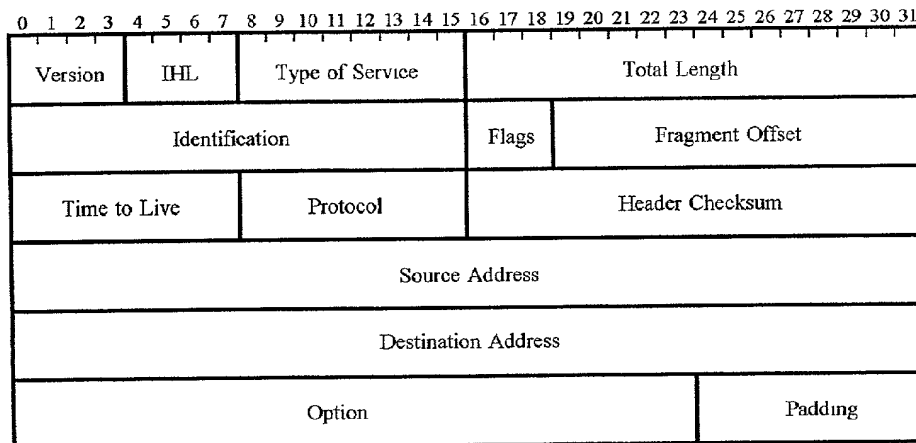 0 1 2 3 4 5 6 7 8 9 10 11 12 13 14 15 16 17 18 19 20 21 22 23 24 25 26 27 28 29 30 31
Version IHL Type of Service Total Length
Identification Flags Fragment Offset
Time to Live Protocol Header Checksum
Source Address
Destination Address
Option Padding